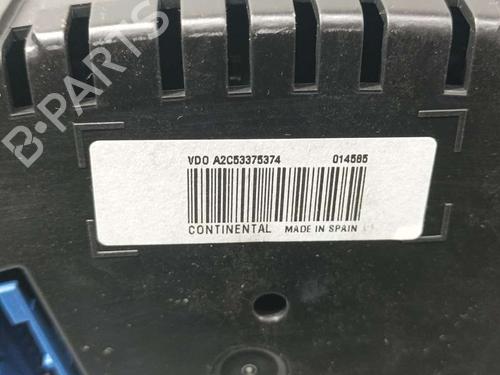 B-PARTS
VDO A2C53375374 014585
CONTINENTAL MADE IN SPAIN